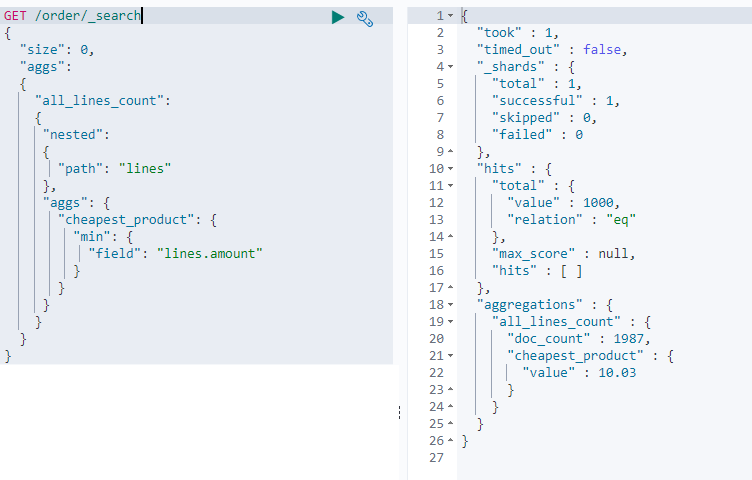 GET /order/_search
{
  "size": 0,
  "aggs":
  {
    "all_lines_count":
    {
     "nested":
     {
       "path": "lines"
     },
     "aggs": {
       "cheapest_product": {
         "min": {
           "field": "lines.amount"
         }
       }
     }
    }
  }
}
1 {
2   "took" : 1,
3   "timed_out" : false,
4   "_shards" : {
5     "total" : 1,
6     "successful" : 1,
7     "skipped" : 0,
8     "failed" : 0
9   },
10   "hits" : {
11     "total" : {
12       "value" : 1000,
13       "relation" : "eq"
14     },
15     "max_score" : null,
16     "hits" : [ ]
17   },
18   "aggregations" : {
19     "all_lines_count" : {
20       "doc_count" : 1987,
21       "cheapest_product" : {
22         "value" : 10.03
23       }
24     }
25   }
26 }
27